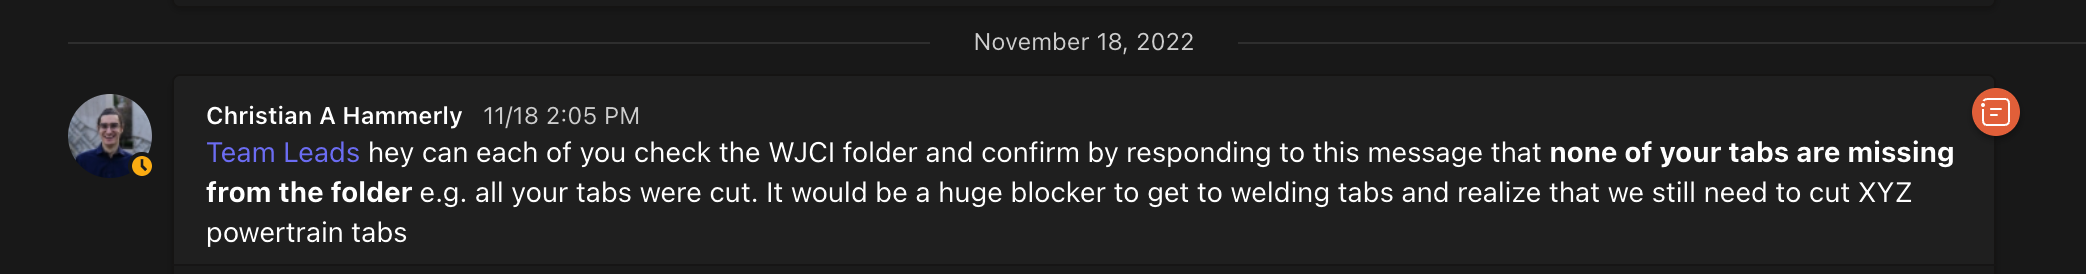 November 18, 2022
Christian A Hammerly 11/18 2:05 PM
Team Leads hey can each of you check the WJCI folder and confirm by responding to this message that none of your tabs are missing
from the folder e.g. all your tabs were cut. It would be a huge blocker to get to welding tabs and realize that we still need to cut XYZ
powertrain tabs